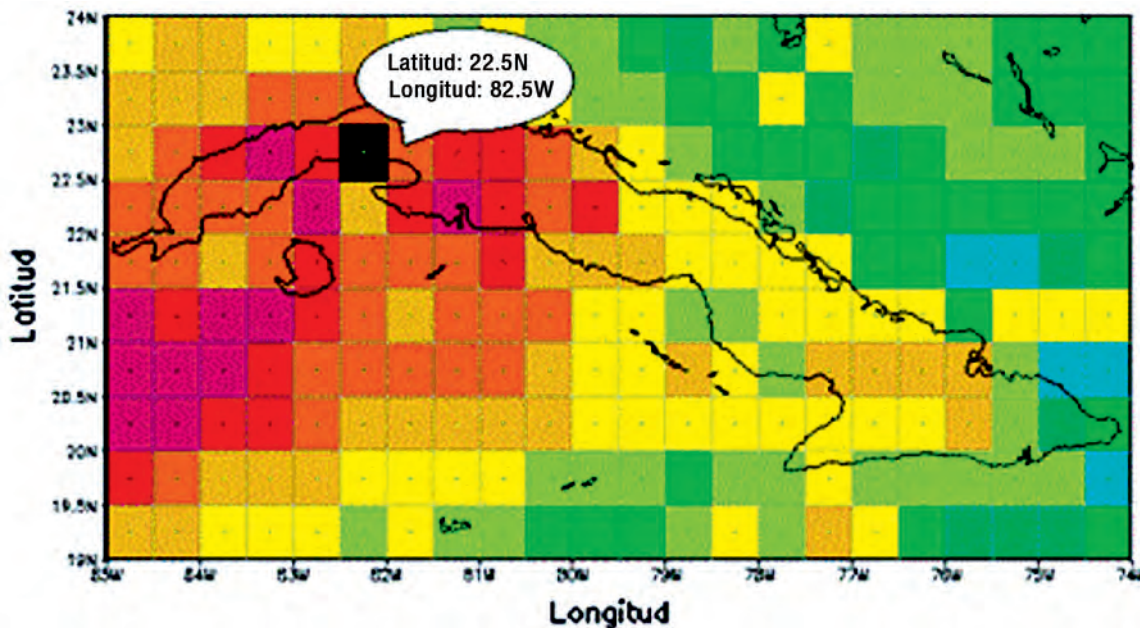 Latitud: 22.5N
Longitud: 82.5W
Latitud
24N
23.5N
23N
22.5N
22N
21.5N
21N
20.5N
20N
19.5N
19N
85W 84W 83W 82W 81W 80W 79W 78W 77W 76W 75W 74W
Longitud